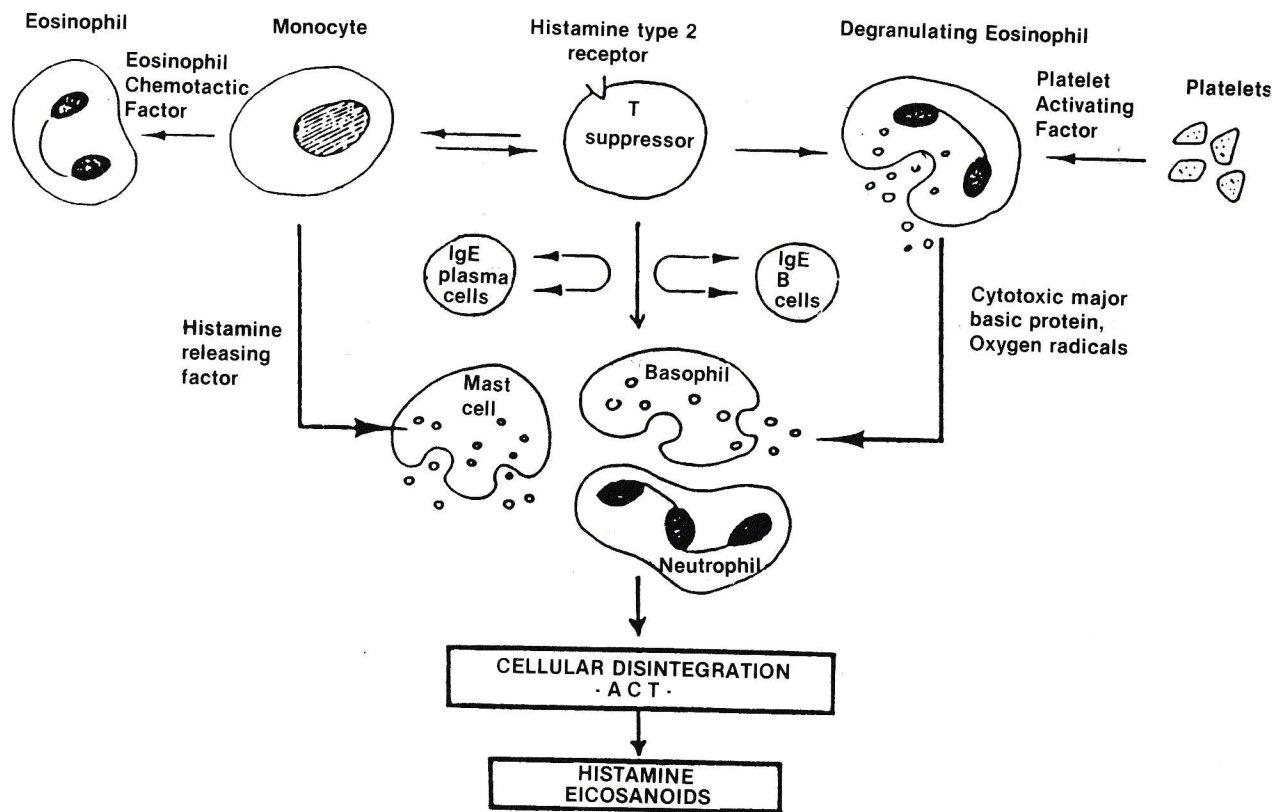 Eosinophil
Monocyte
Histamine type 2
receptor
Degranulating Eosinophil
Eosinophil
Chemotactic
Factor
T
suppressor
Platelet
Activating
Factor
Platelets
IgE
plasma
cells
IgE
B
cells
Histamine
releasing
factor
Cytotoxic major
basic protein,
Oxygen radicals
Mast
cell
Basophil
Neutrophil
CELLULAR DISINTEGRATION
- A C T -
HISTAMINE
EICOSANOIDS